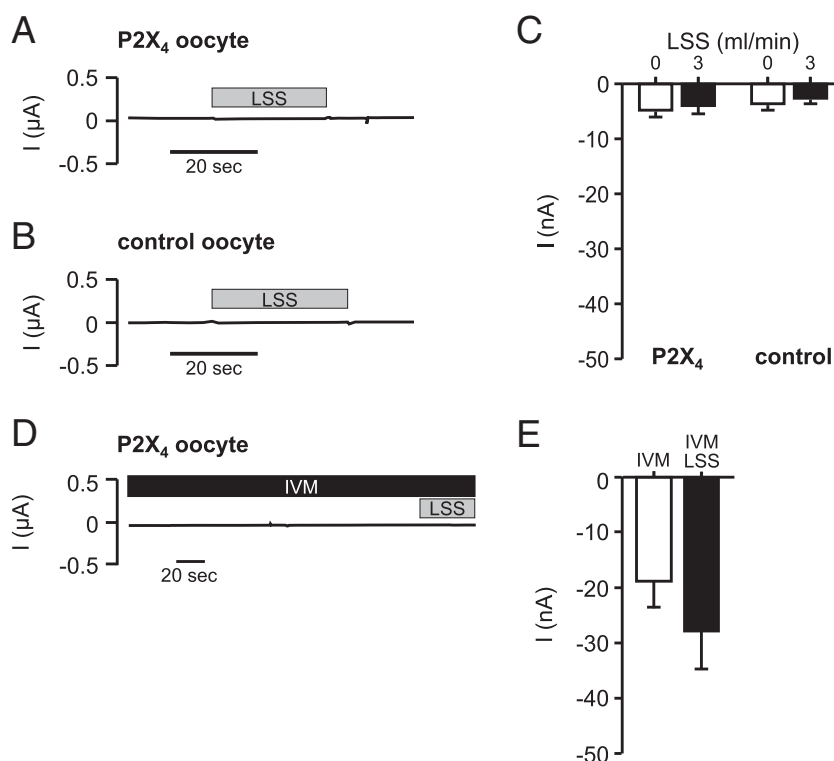 A
P2X₄ oocyte
0.5
0
-0.5
I (μA)
LSS
20 sec
B
control oocyte
0.5
0
-0.5
I (μA)
LSS
20 sec
C
LSS (ml/min)
0 3 0 3
0
-10
-20
-30
-40
-50
I (nA)
P2X₄ control
D
P2X₄ oocyte
0.5
0
-0.5
I (μA)
IVM
LSS
20 sec
E
IVM
IVM
LSS
0
-10
-20
-30
-40
-50
I (nA)